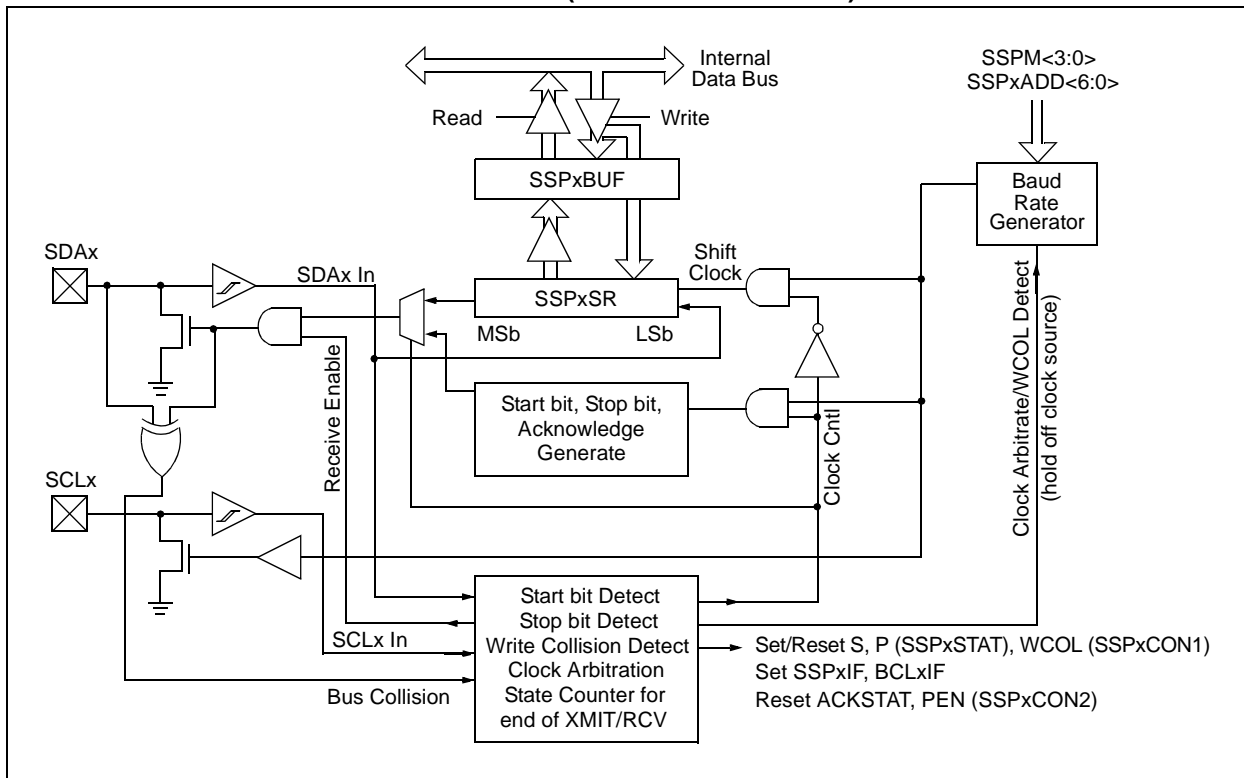 Internal
Data Bus
SSPM<3:0>
SSPxADD<6:0>
Read
Write
SSPxBUF
Baud
Rate
Generator
SDAx
SDAx In
Shift
Clock
SSPxSR
MSb
LSb
Clock Arbitrate/WCOL Detect
(hold off clock source)
Receive Enable
Start bit, Stop bit,
Acknowledge
Generate
Clock Cntl
SCLx
Start bit Detect
Stop bit Detect
Write Collision Detect
Clock Arbitration
State Counter for
end of XMIT/RCV
SCLx In
Bus Collision
Set/Reset S, P (SSPxSTAT), WCOL (SSPxCON1)
Set SSPxIF, BCLxIF
Reset ACKSTAT, PEN (SSPxCON2)